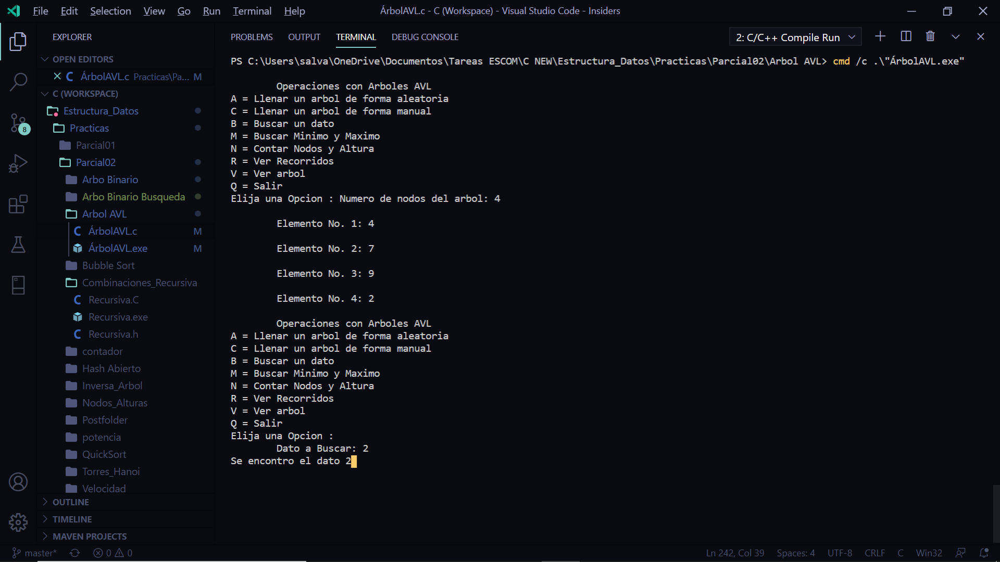 File Edit Selection View Go Run Terminal Help
ÁrbolAVL.c - C (Workspace) - Visual Studio Code - Insiders
EXPLORER
OPEN EDITORS
ÁrbolAVL.c Practicas\Pa... M
C (WORKSPACE)
Estructura_Datos
Practicas
Parcial01
Parcial02
Arbo Binario
Arbo Binario Busqueda
Arbol AVL
ÁrbolAVL.c M
ÁrbolAVL.exe M
Bubble Sort
Combinaciones_Recursiva
Recursiva.C
Recursiva.exe
Recursiva.h
contador
Hash Abierto
Inversa_Arbol
Nodos_Alturas
Postfolder
potencia
QuickSort
Torres_Hanoi
Velocidad
OUTLINE
TIMELINE
MAVEN PROJECTS
8
PROBLEMS OUTPUT TERMINAL DEBUG CONSOLE
2: C/C++ Compile Run
PS C:\Users\salva\OneDrive\Documentos\Tareas ESCOM\C NEW\Estructura_Datos\Practicas\Parcial02\Arbol AVL> cmd /c .\"ÁrbolAVL.exe"
Operaciones con Arboles AVL
A = Llenar un arbol de forma aleatoria
C = Llenar un arbol de forma manual
B = Buscar un dato
M = Buscar Minimo y Maximo
N = Contar Nodos y Altura
R = Ver Recorridos
V = Ver arbol
Q = Salir
Elija una Opcion : Numero de nodos del arbol: 4
Elemento No. 1: 4
Elemento No. 2: 7
Elemento No. 3: 9
Elemento No. 4: 2
Operaciones con Arboles AVL
A = Llenar un arbol de forma aleatoria
C = Llenar un arbol de forma manual
B = Buscar un dato
M = Buscar Minimo y Maximo
N = Contar Nodos y Altura
R = Ver Recorridos
V = Ver arbol
Q = Salir
Elija una Opcion :
Dato a Buscar: 2
Se encontro el dato 2
master* 0 0
Ln 242, Col 39 Spaces: 4 UTF-8 CRLF C Win32